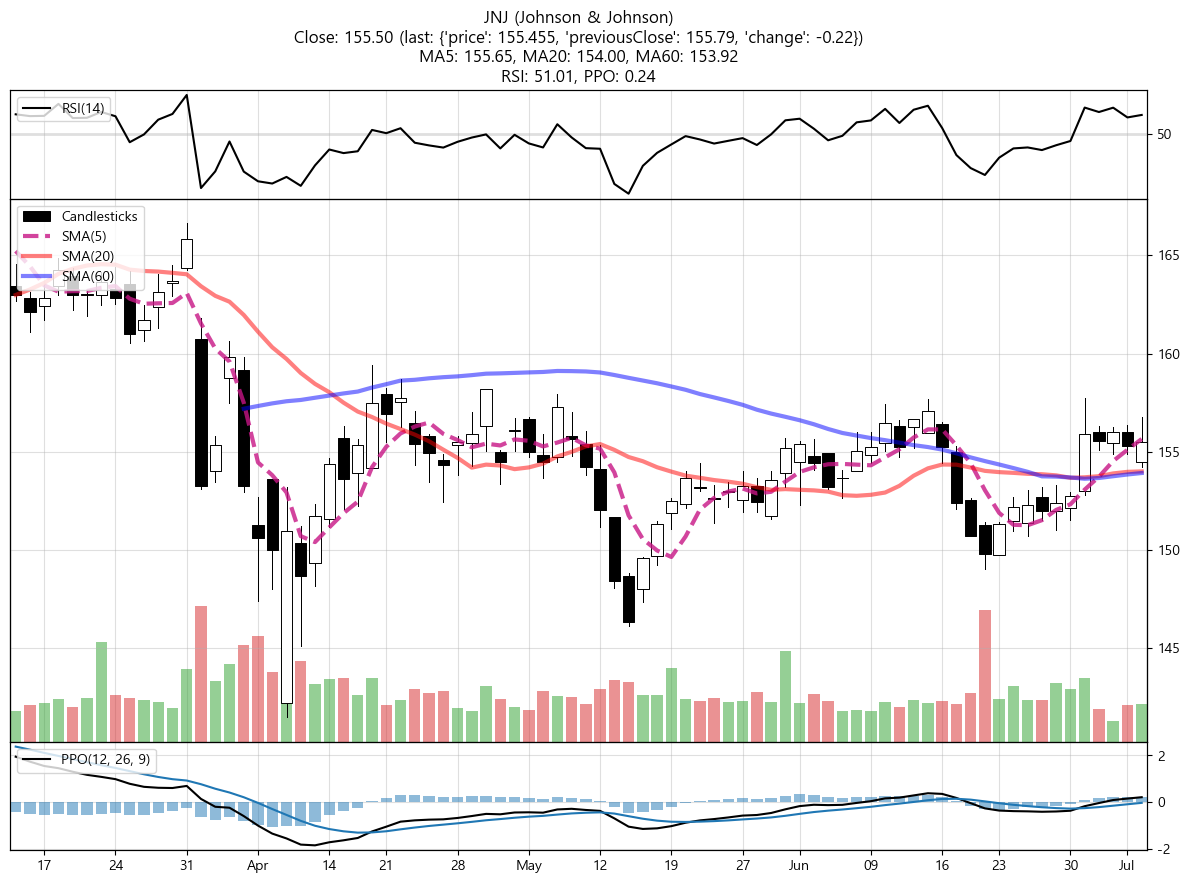 JNJ (Johnson & Johnson)
Close: 155.50 (last: {'price': 155.455, 'previousClose': 155.79, 'change': -0.22})
MA5: 155.65, MA20: 154.00, MA60: 153.92
RSI: 51.01, PPO: 0.24
RSI(14)
50
Candlesticks
SMA(5)
SMA(20)
SMA(60)
165
160
155
150
145
PPO(12, 26, 9)
2
0
-2
17 24 31 Apr 14 21 28 May 12 19 27 Jun 09 16 23 30 Jul